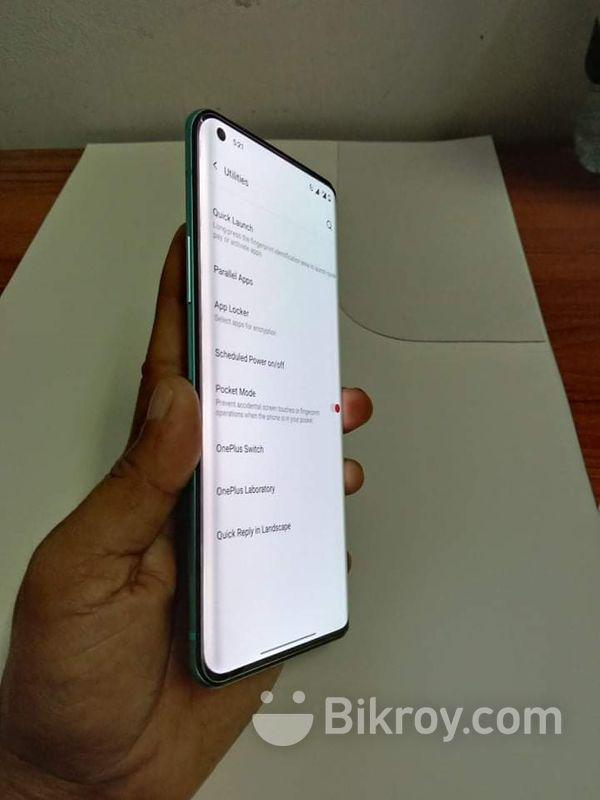 5:21
Utilities
Quick Launch
Long press the fingerprint identification area to launch
pay or activate apps
Parallel Apps
App Locker
Select apps for encryption
Scheduled Power on/off
Pocket Mode
Prevent accidental screen touches or fingerprint
operations when the phone is in your pocket
OnePlus Switch
OnePlus Laboratory
Quick Reply in Landscape
Bikroy.com